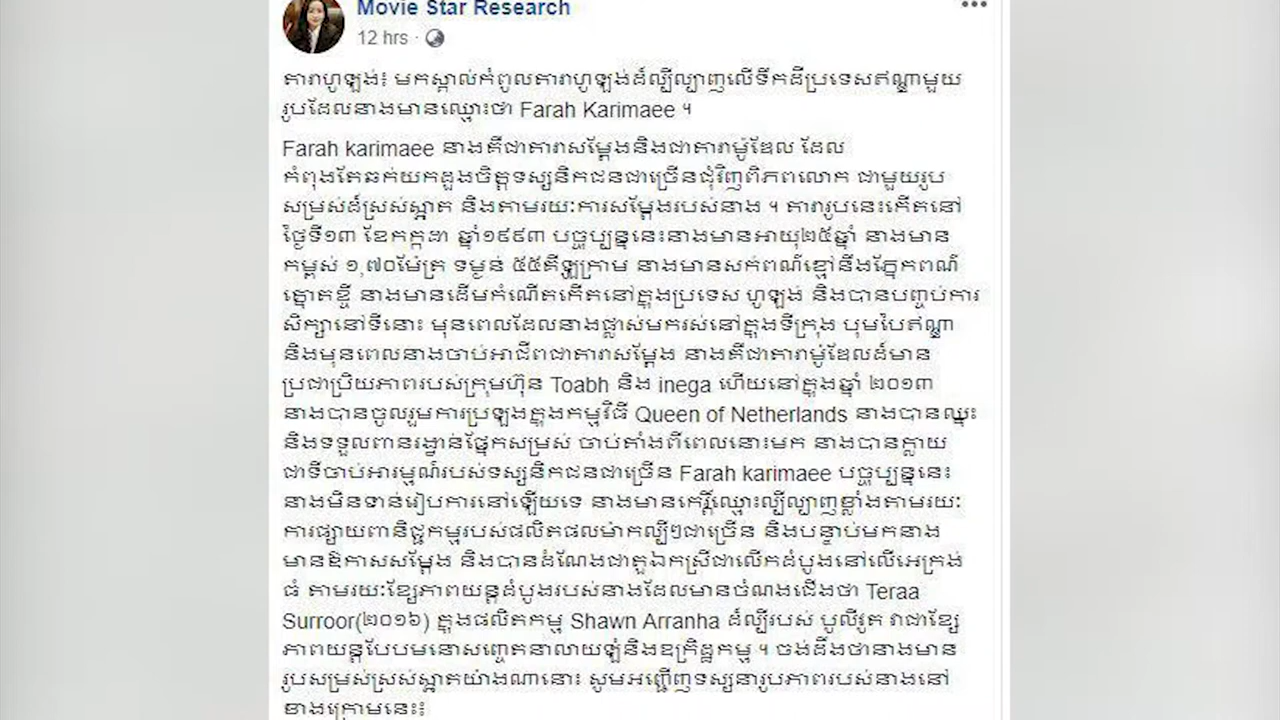 Movie Star Research
12 hrs ·
តារាហូឡង់៖ មកស្គាល់កំពូលតារាហូឡង់ដ៏ល្បីល្បាញលើទឹកដីប្រទេសឥណ្ឌាមួយ
រូបដែលនាងមានឈ្មោះថា Farah Karimaee ។
Farah karimaee នាងគឺជាតារាសម្តែងនិងជាតារាម៉ូឌែល ដែល
កំពុងតែឆក់យកដួងចិត្តទស្សនិកជនជាច្រើនជុំវិញពិភពលោក ជាមួយរូប
សម្រស់ដ៏ស្រស់ស្អាត និងតាមរយៈការសម្តែងរបស់នាង ។ តារារូបនេះកើតនៅ
ថ្ងៃទី១៣ ខែកក្កដា ឆ្នាំ១៩៩៣ បច្ចុប្បន្ននេះនាងមានអាយុ២៥ឆ្នាំ នាងមាន
កម្ពស់ ១,៧០ម៉ែត្រ ទម្ងន់ ៥៥គីឡូក្រាម នាងមានសក់ពណ៌ខ្មៅនឹងភ្នែកពណ៌
ត្នោតខ្ចី នាងមានដើមកំណើតកើតនៅក្នុងប្រទេស ហូឡង់ និងបានបញ្ចប់ការ
សិក្សានៅទីនោះ មុនពេលដែលនាងផ្លាស់មករស់នៅក្នុងទីក្រុង បុមបៃឥណ្ឌា
និងមុនពេលនាងចាប់អាជីពជាតារាសម្តែង នាងគឺជាតារាម៉ូឌែលដ៍មាន
ប្រជាប្រិយភាពរបស់ក្រុមហ៊ុន Toabh និង inega ហើយនៅក្នុងឆ្នាំ ២០១៣
នាងបានចូលរួមការប្រឡងក្នុងកម្មវិធី Queen of Netherlands នាងបានឈ្នះ
និងទទួលពានរង្វាន់ផ្នែកសម្រស់ ចាប់តាំងពីពេលនោះមក នាងបានក្លាយ
ជាទីចាប់អារម្មណ៍របស់ទស្សនិកជនជាច្រើន Farah karimaee បច្ចុប្បន្ននេះ
នាងមិនទាន់រៀបការនៅឡើយទេ នាងមានកេរ្តិ៍ឈ្មោះល្បីល្បាញខ្លាំងតាមរយៈ
ការផ្សាយពាណិជ្ជកម្មរបស់ផលិតផលម៉ាកល្បីៗជាច្រើន និងបន្ទាប់មកនាង
មានឱកាសសម្តែង និងបានដំណែងជាតួឯកស្រីជាលើកដំបូងនៅលើអេក្រង់
ធំ តាមរយៈខ្សែភាពយន្តដំបូងរបស់នាងដែលមានចំណងជើងថា Teraa
Surroor(២០១៦) ក្នុងផលិតកម្ម Shawn Arranha ដ៏ល្បីរបស់ បូលីវូត វាជាខ្សែ
ភាពយន្តបែបមនោសញ្ចេតនាលាយឡំនិងឧក្រិដ្ឋកម្ម ។ ចង់ដឹងថានាងមាន
រូបសម្រស់ស្រស់ស្អាតយ៉ាងណានោះ សូមអញ្ជើញទស្សនារូបភាពរបស់នាងនៅ
ខាងក្រោមនេះ៖